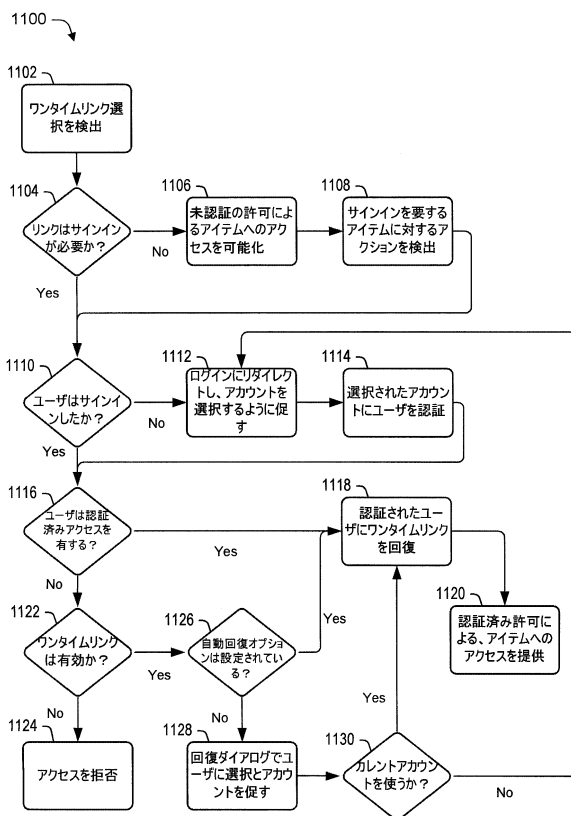 1100
1102
ワンタイムリンク選
択を検出
1104
リンクはサインイン
が必要か?
No
Yes
1106
未認証の許可によ
るアイテムへのアク
セスを可能化
1108
サインインを要する
アイテムに対するア
クションを検出
1110
ユーザはサインイ
ンしたか?
No
Yes
1112
ログインにリダイレク
トし、アカウントを
選択するように促
す
1114
選択されたアカウン
トにユーザを認証
1116
ユーザは認証
済みアクセスを
有する?
Yes
No
1118
認証されたユー
ザにワンタイムリンク
を回復
1120
認証済み許可に
よる、アイテムへの
アクセスを提供
1122
ワンタイムリンク
は有効か?
Yes
No
1124
アクセスを拒否
1126
自動回復オプショ
ンは設定されてい
る?
Yes
No
1128
回復ダイアログでユ
ーザに選択とアカウ
ントを促す
1130
カレントアカウン
トを使うか?
Yes
No